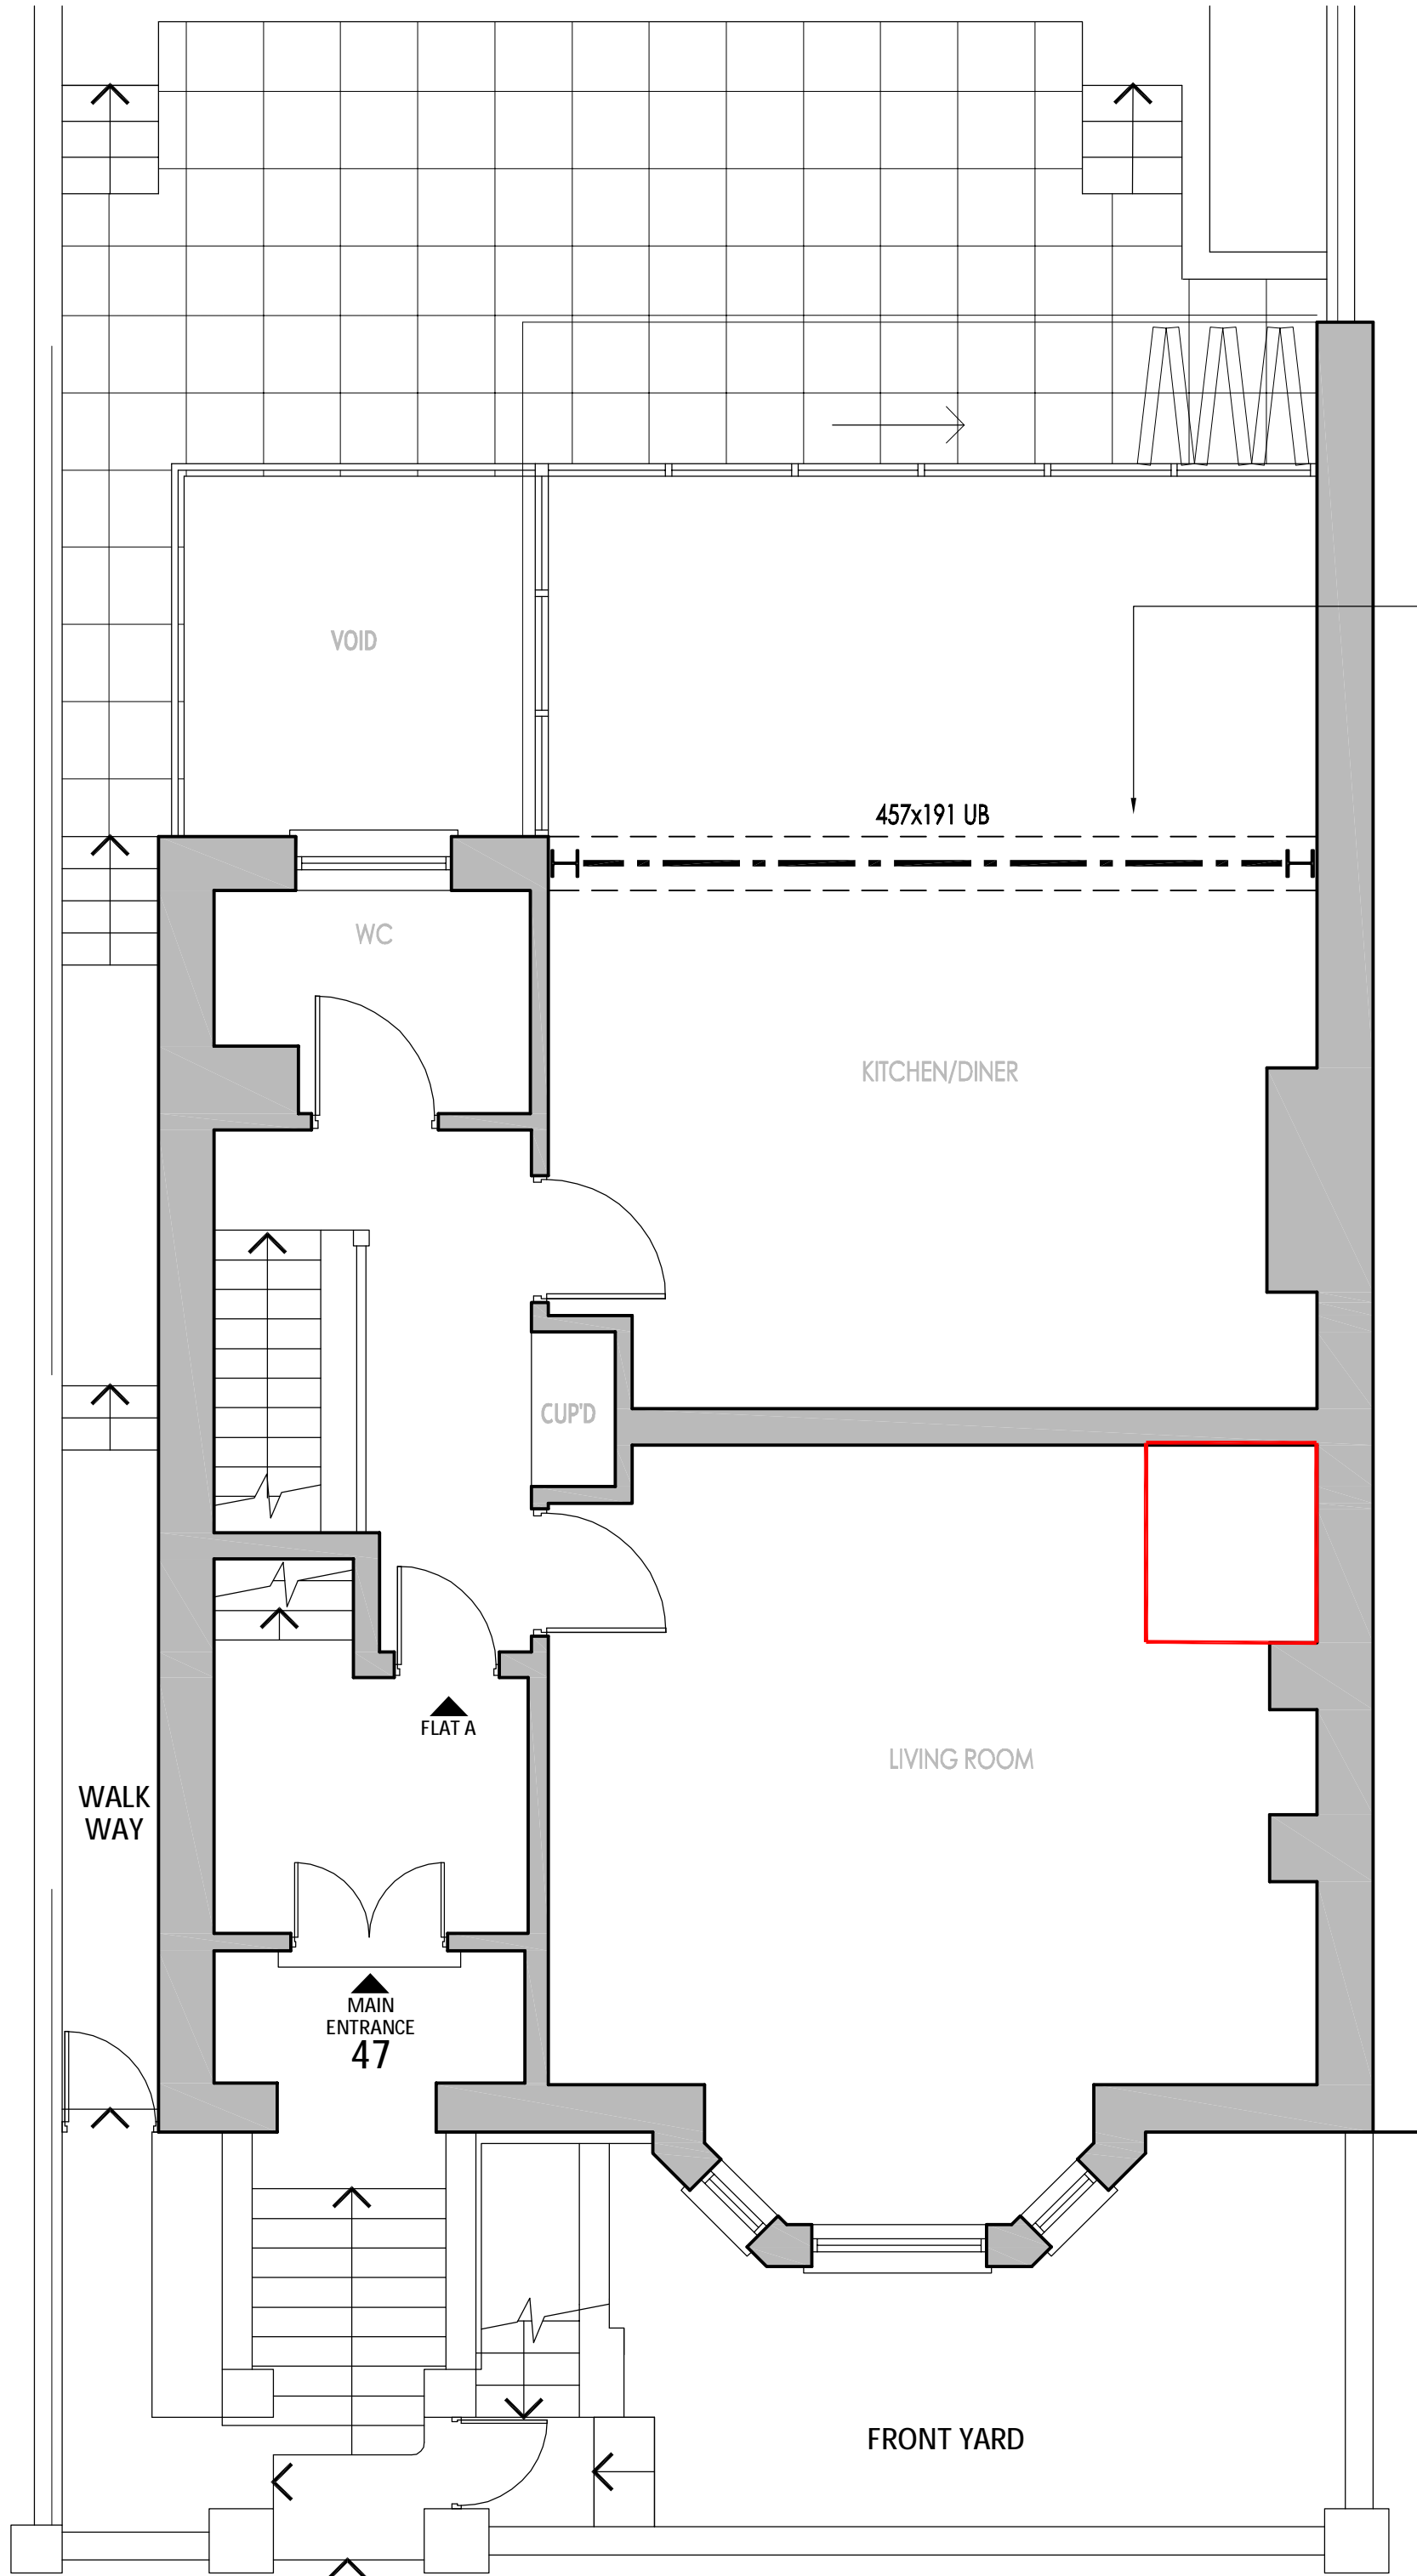 VOID
457x191 UB
WC
KITCHEN/DINER
CUP'D
FLAT A
LIVING ROOM
WALK
WAY
MAIN
ENTRANCE
47
FRONT YARD